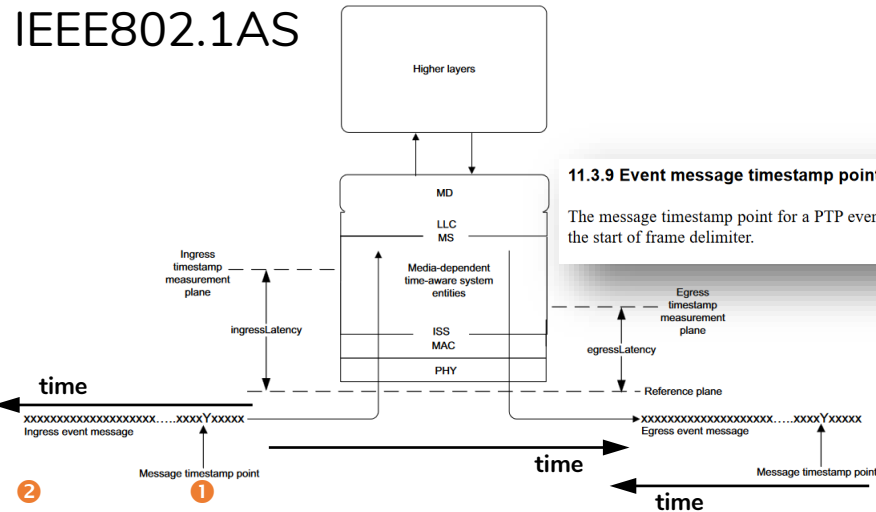 IEEE802.1AS
Higher layers
11.3.9 Event message timestamp point
The message timestamp point for a PTP even
the start of frame delimiter.
MD
LLC
MS
Ingress
timestamp
measurement
plane
Media-dependent
time-aware system
entities
Egress
timestamp
measurement
plane
ingressLatency
ISS
MAC
egressLatency
PHY
Reference plane
time
xxxxxxxxxxxxxxxxxxxx.....xxxxYxxxxx
Ingress event message
xxxxxxxxxxxxxxxxxxxx.....xxxxYxxxxx
Egress event message
time
Message timestamp point
Message timestamp point
2
1
time